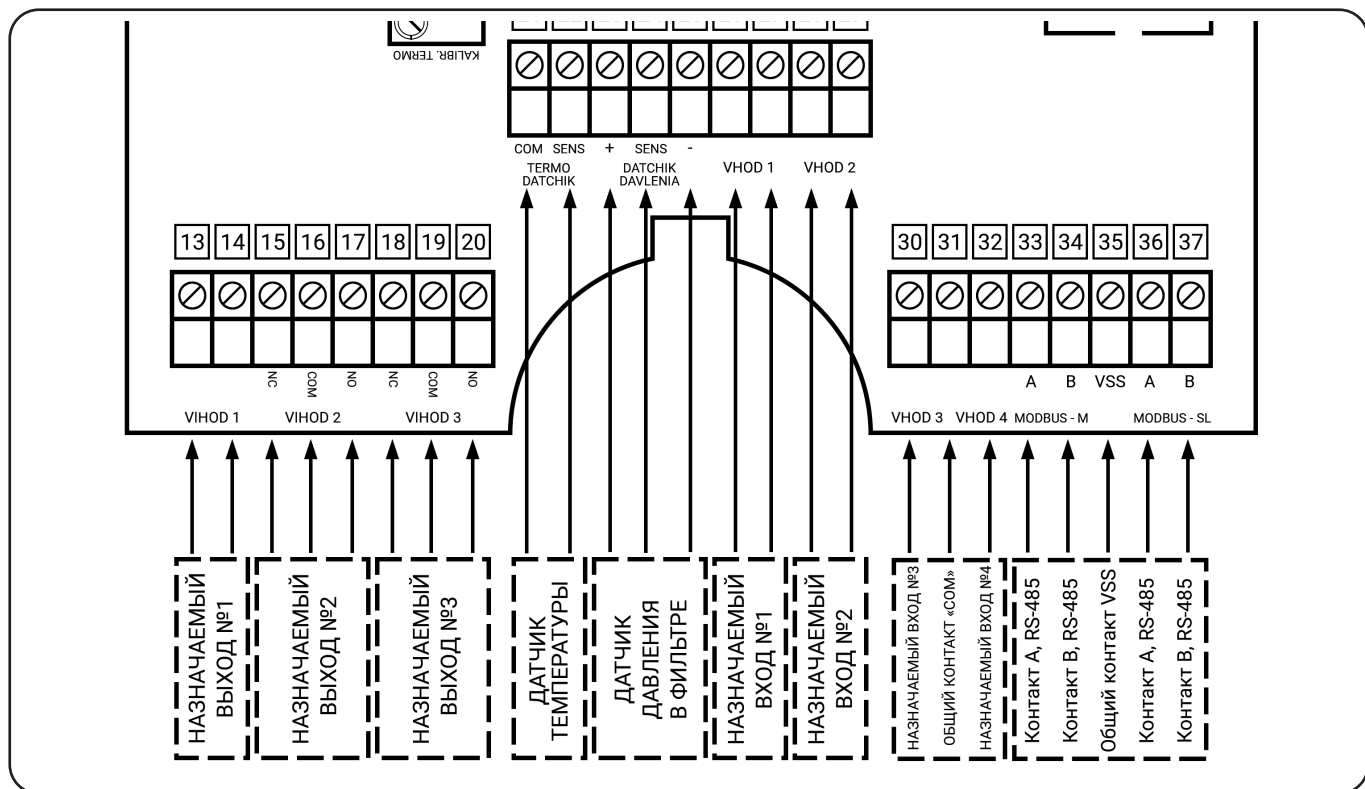 KALIBR. TERMO
COM SENS + SENS -
TERMO
DATCHIK
DATCHIK
DAVLENIA
VHOD 1
VHOD 2
13 14 15 16 17 18 19 20
NC COM NO NC COM NO
VIHOD 1 VIHOD 2 VIHOD 3
30 31 32 33 34 35 36 37
A B VSS A B
VHOD 3 VHOD 4 MODBUS - M MODBUS - SL
НАЗНАЧАЕМЫЙ
ВЫХОД №1
НАЗНАЧАЕМЫЙ
ВЫХОД №2
НАЗНАЧАЕМЫЙ
ВЫХОД №3
ДАТЧИК
ТЕМПЕРАТУРЫ
ДАТЧИК
ДАВЛЕНИЯ
В ФИЛЬТРЕ
НАЗНАЧАЕМЫЙ
ВХОД №1
НАЗНАЧАЕМЫЙ
ВХОД №2
НАЗНАЧАЕМЫЙ ВХОД №3
ОБЩИЙ КОНТАКТ «COM»
НАЗНАЧАЕМЫЙ ВХОД №4
Контакт А, RS-485
Контакт В, RS-485
Общий контакт VSS
Контакт А, RS-485
Контакт В, RS-485